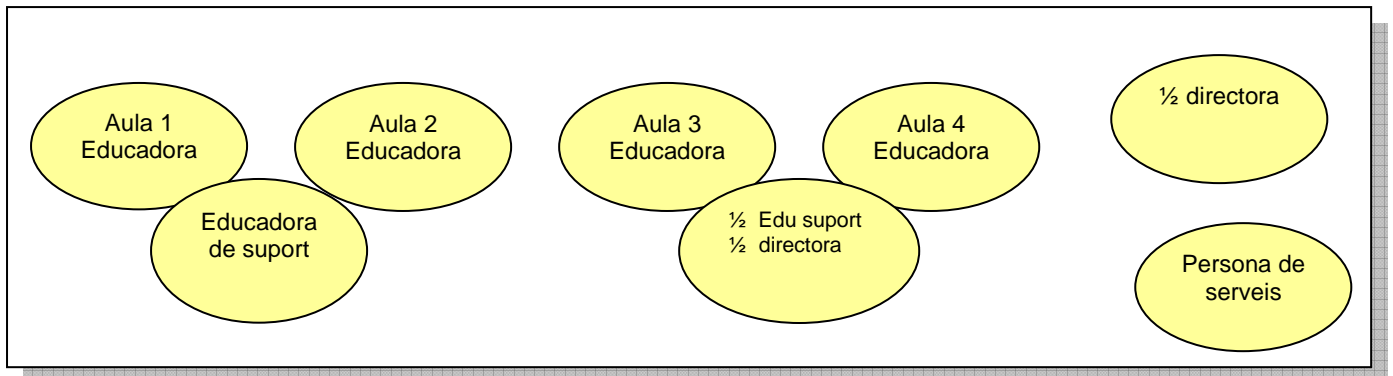 Aula 1
Educadora
Aula 2
Educadora
Educadora
de suport
Aula 3
Educadora
Aula 4
Educadora
½ Edu suport
½ directora
½ directora
Persona de
serveis